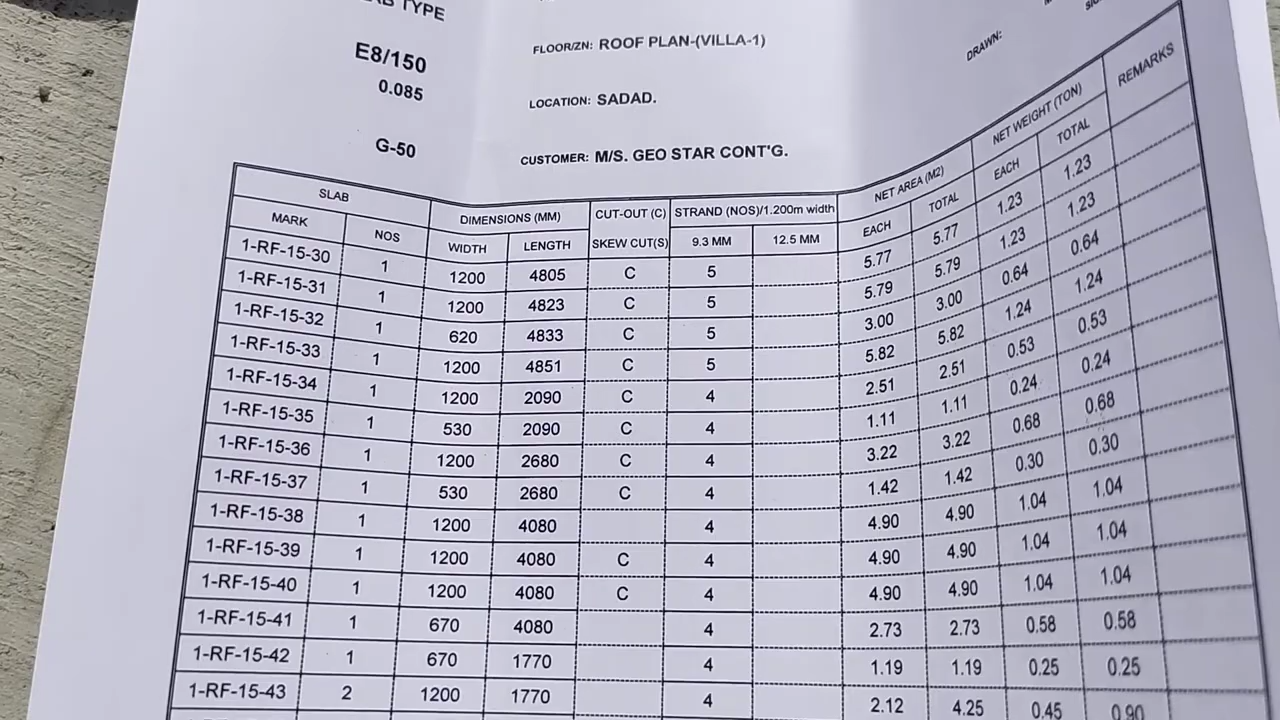 TYPE
E8/150
0.085
G-50
FLOOR/ZN: ROOF PLAN-(VILLA-1)
LOCATION: SADAD.
CUSTOMER: M/S. GEO STAR CONT'G.
DRAWN:
SLAB DIMENSIONS (MM) CUT-OUT (C) STRAND (NOS)/1.200m width NET AREA (M2) NET WEIGHT (TON) REMARKS
MARK NOS WIDTH LENGTH SKEW CUT(S) 9.3 MM 12.5 MM EACH TOTAL EACH TOTAL
1-RF-15-30 1 1200 4805 C 5 5.77 5.77 1.23 1.23
1-RF-15-31 1 1200 4823 C 5 5.79 5.79 1.23 1.23
1-RF-15-32 1 620 4833 C 5 3.00 3.00 0.64 0.64
1-RF-15-33 1 1200 4851 C 5 5.82 5.82 1.24 1.24
1-RF-15-34 1 1200 2090 C 4 2.51 2.51 0.53 0.53
1-RF-15-35 1 530 2090 C 4 1.11 1.11 0.24 0.24
1-RF-15-36 1 1200 2680 C 4 3.22 3.22 0.68 0.68
1-RF-15-37 1 530 2680 C 4 1.42 1.42 0.30 0.30
1-RF-15-38 1 1200 4080 4 4.90 4.90 1.04 1.04
1-RF-15-39 1 1200 4080 C 4 4.90 4.90 1.04 1.04
1-RF-15-40 1 1200 4080 C 4 4.90 4.90 1.04 1.04
1-RF-15-41 1 670 4080 4 2.73 2.73 0.58 0.58
1-RF-15-42 1 670 1770 4 1.19 1.19 0.25 0.25
1-RF-15-43 2 1200 1770 4 2.12 4.25 0.45 0.90